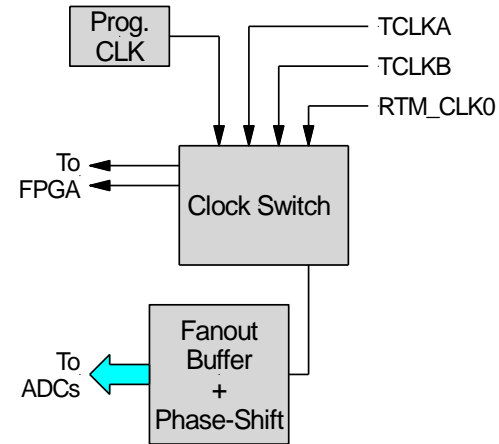 Prog.
CLK
TCLKA
TCLKB
RTM_CLK0
To
FPGA
Clock Switch
Fanout
Buffer
+
Phase-Shift
To
ADCs